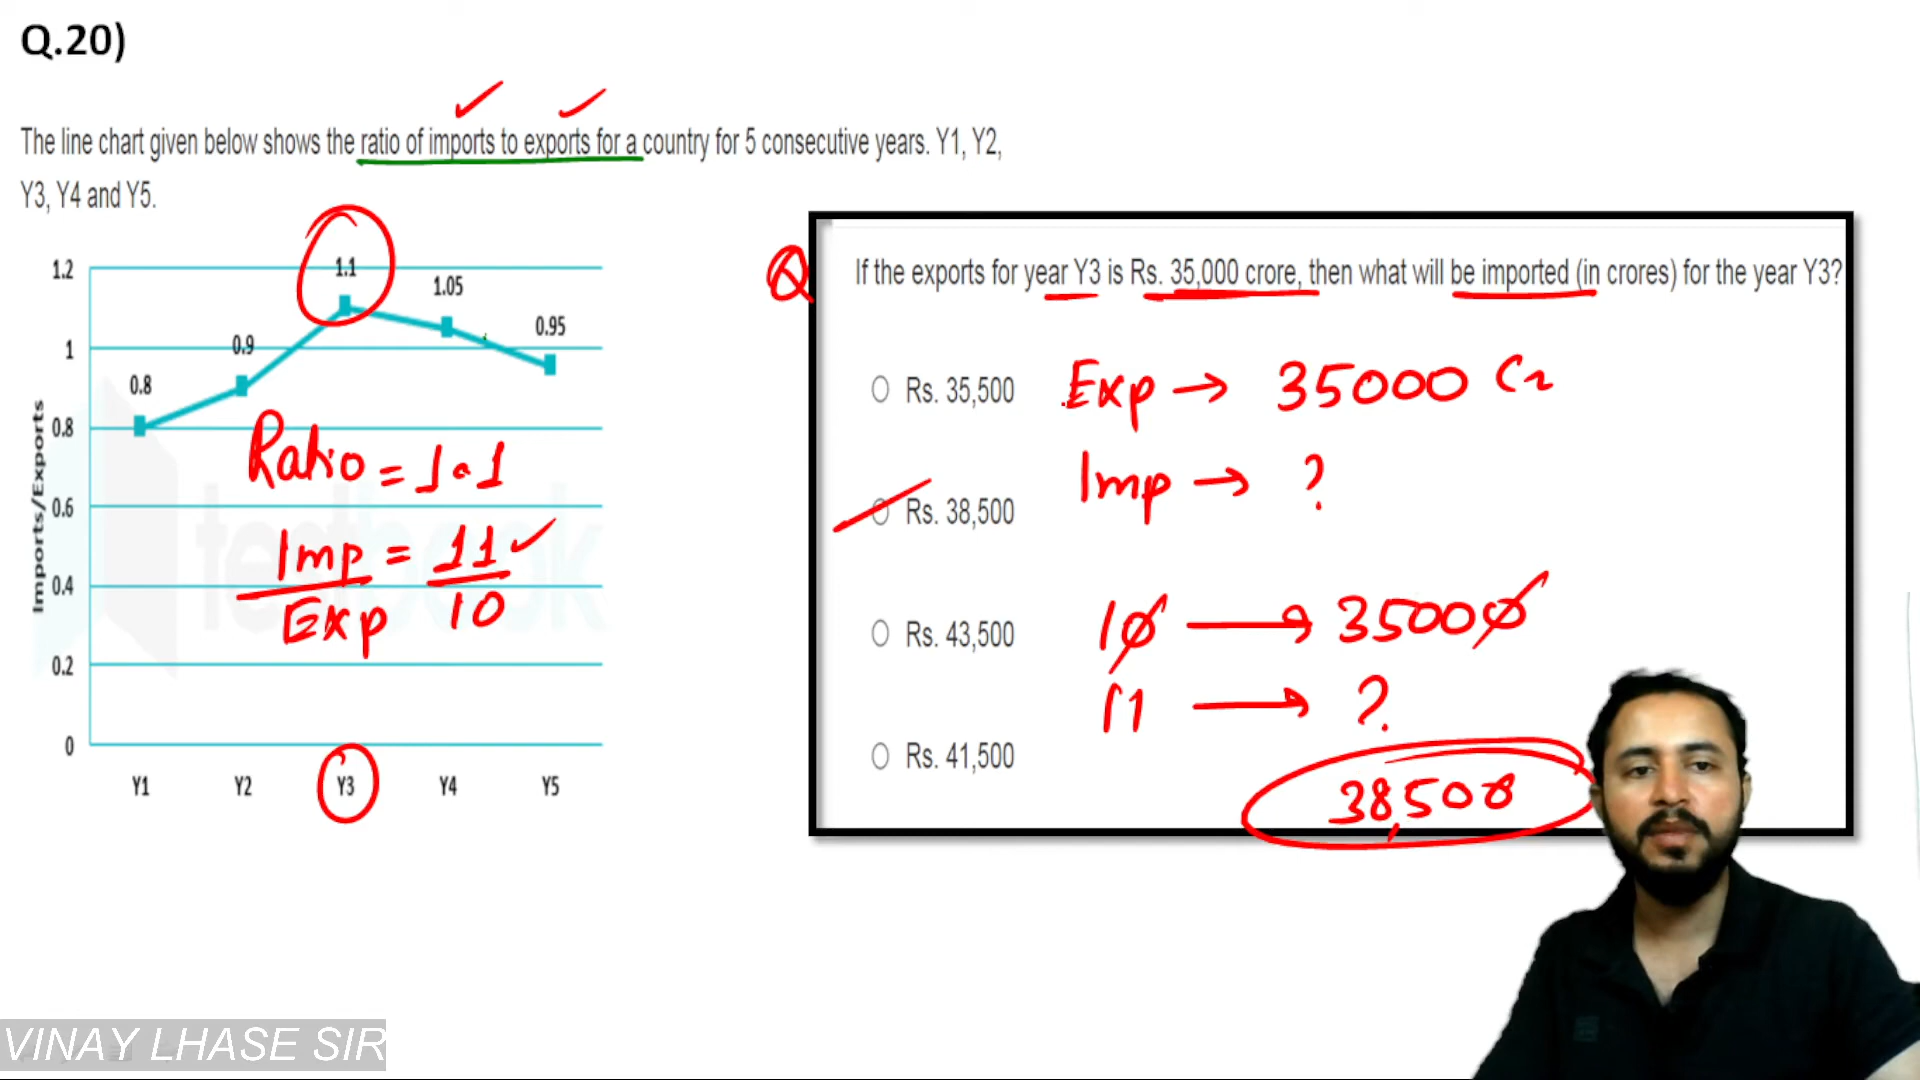 Q.20)
The line chart given below shows the ratio of imports to exports for a country for 5 consecutive years. Y1, Y2,
Y3, Y4 and Y5.
1.2
1
0.8
0.6
0.4
0.2
0
Imports/Exports
0.8
0.9
1.1
1.05
0.95
Y1 Y2 Y3 Y4 Y5
Ratio = 1.1
Imp = 11
Exp 10
Q
If the exports for year Y3 is Rs. 35,000 crore, then what will be imported (in crores) for the year Y3?
Rs. 35,500
Rs. 38,500
Rs. 43,500
Rs. 41,500
Exp → 35000 Cr
Imp → ?
10 → 35000
11 → ?
38,500
testbook
VINAY LHASE SIR